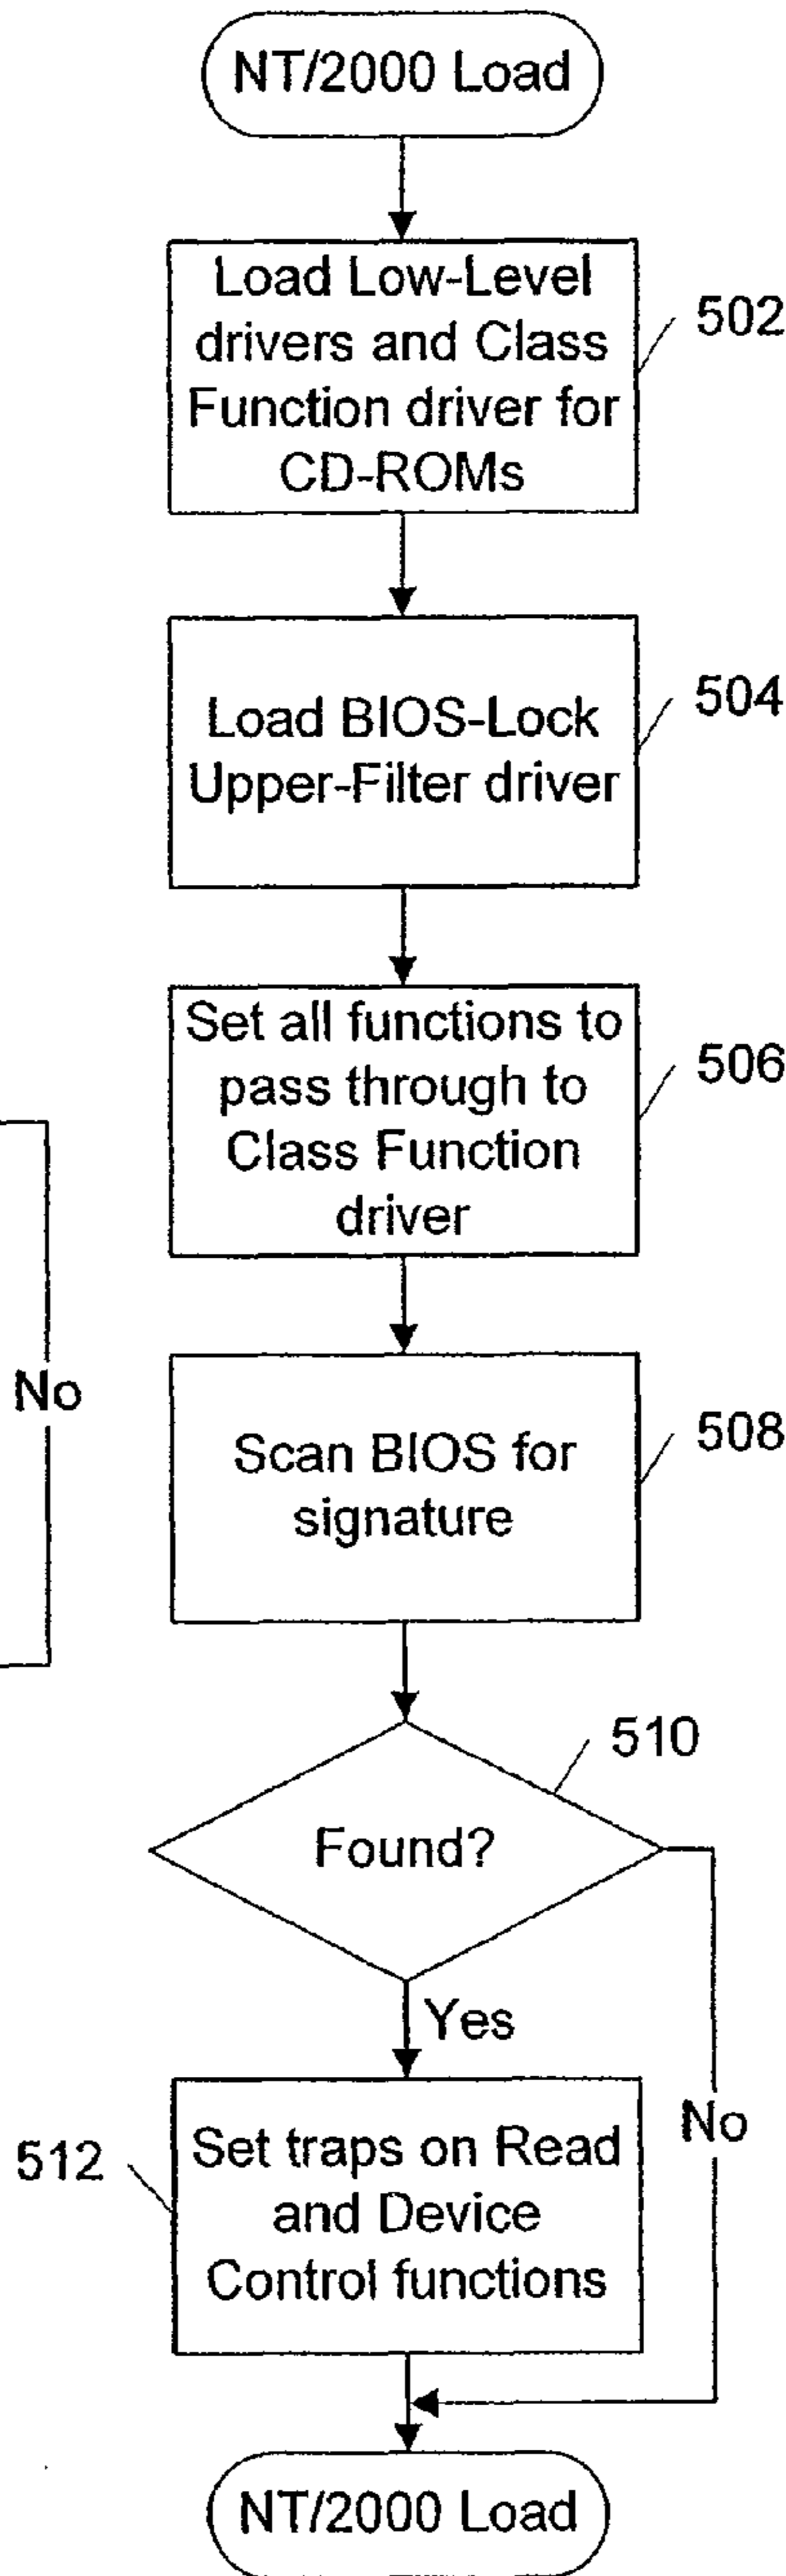 NT/2000 Load
Load Low-Level
drivers and Class
Function driver for
CD-ROMs
502
Load BIOS-Lock
Upper-Filter driver
504
Set all functions to
pass through to
Class Function
driver
506
No
Scan BIOS for
signature
508
510
Found?
Yes
No
512
Set traps on Read
and Device
Control functions
NT/2000 Load